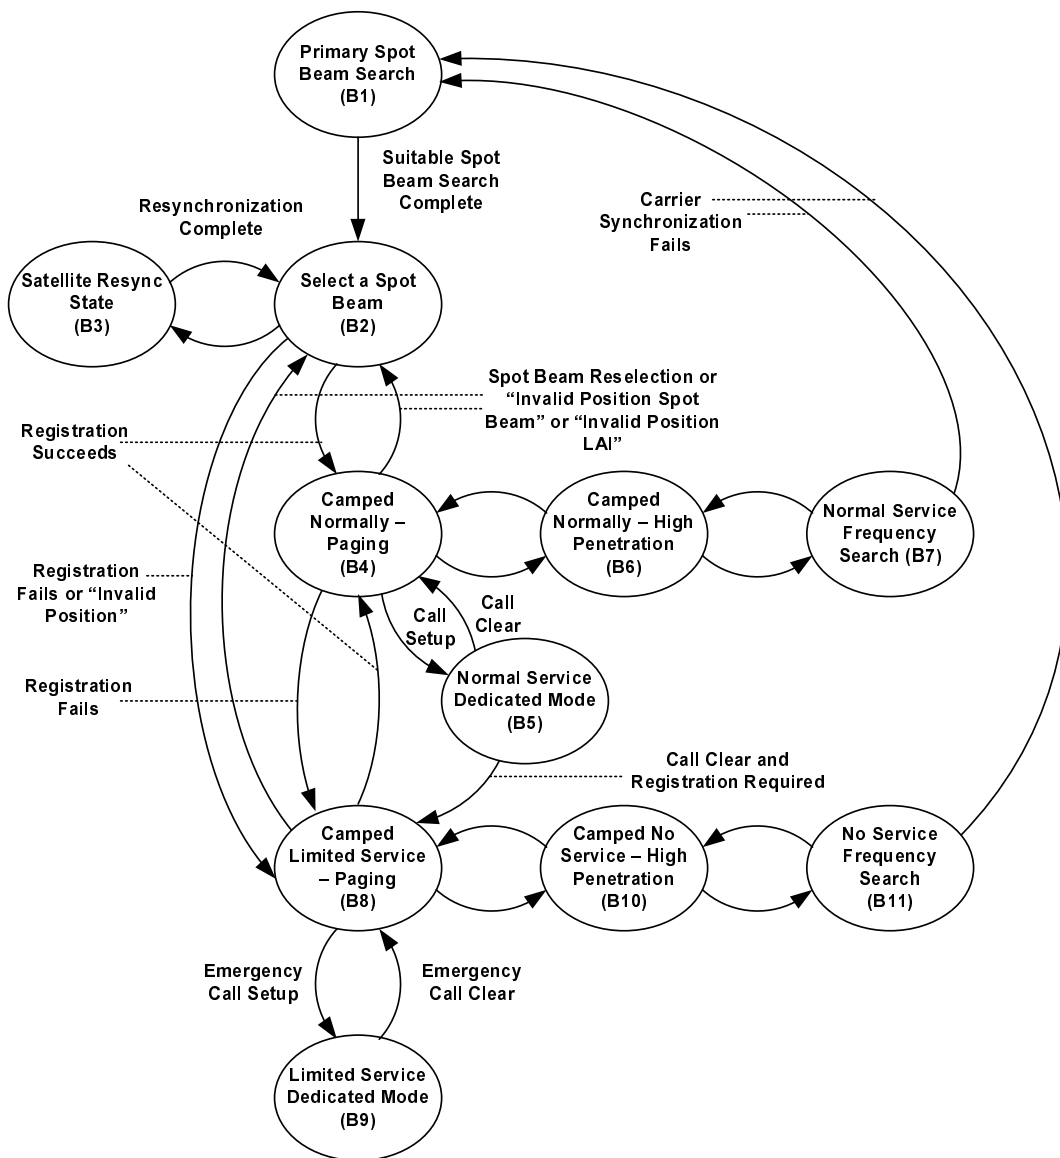 Primary Spot
Beam Search
(B1)
Suitable Spot
Beam Search
Complete
Carrier
Synchronization
Fails
Resynchronization
Complete
Satellite Resync
State
(B3)
Select a Spot
Beam
(B2)
Spot Beam Reselection or
“Invalid Position Spot
Beam” or “Invalid Position
LAI”
Registration
Succeeds
Camped
Normally – 
Paging
(B4)
Camped
Normally – High
Penetration
(B6)
Normal Service
Frequency
Search (B7)
Registration
Fails or “Invalid
Position”
Call
Setup
Call
Clear
Normal Service
Dedicated Mode
(B5)
Registration
Fails
Call Clear and
Registration Required
Camped
Limited Service
– Paging
(B8)
Camped No
Service – High
Penetration
(B10)
No Service
Frequency
Search
(B11)
Emergency
Call Setup
Emergency
Call Clear
Limited Service
Dedicated Mode
(B9)